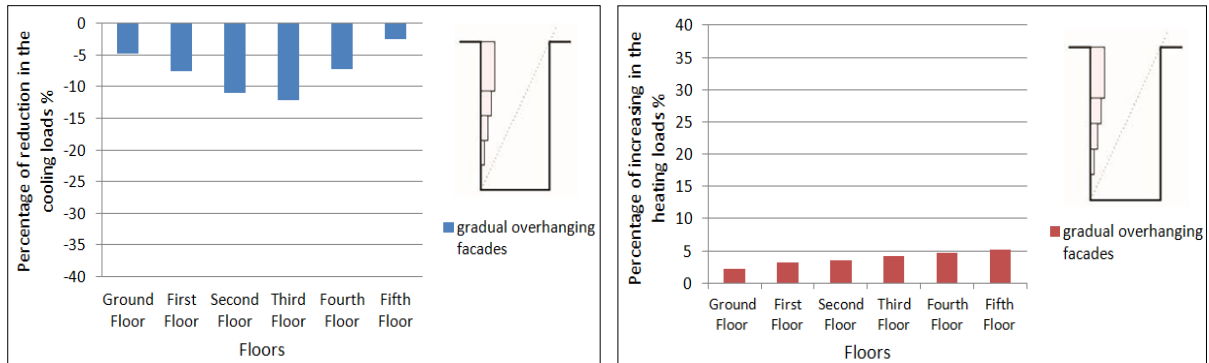 Percentage of reduction in the
cooling loads %
0
-5
-10
-15
-20
-25
-30
-35
-40
Ground Floor
First Floor
Second Floor
Third Floor
Fourth Floor
Fifth Floor
Floors
gradual overhanging
facades
Percentage of increasing in the
heating loads %
40
35
30
25
20
15
10
5
0
Ground Floor
First Floor
Second Floor
Third Floor
Fourth Floor
Fifth Floor
Floors
gradual overhanging
facades